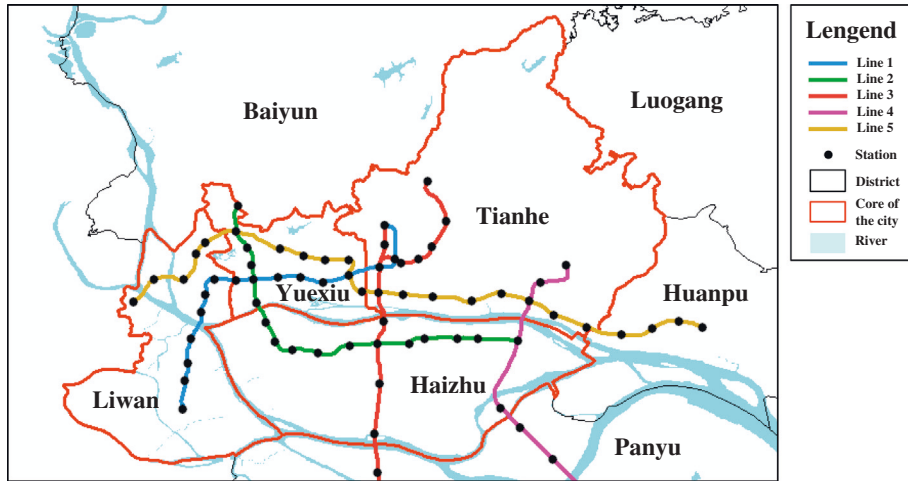 Lengend
Line 1
Line 2
Line 3
Line 4
Line 5
Station
District
Core of
the city
River
Baiyun
Luogang
Tianhe
Yuexiu
Huanpu
Liwan
Haizhu
Panyu